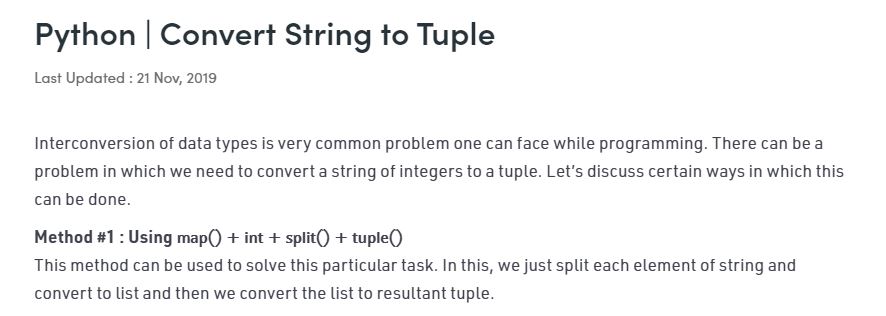 Python | Convert String to Tuple
Last Updated : 21 Nov, 2019
Interconversion of data types is very common problem one can face while programming. There can be a
problem in which we need to convert a string of integers to a tuple. Let’s discuss certain ways in which this
can be done.
Method #1 : Using map() + int + split() + tuple()
This method can be used to solve this particular task. In this, we just split each element of string and
convert to list and then we convert the list to resultant tuple.